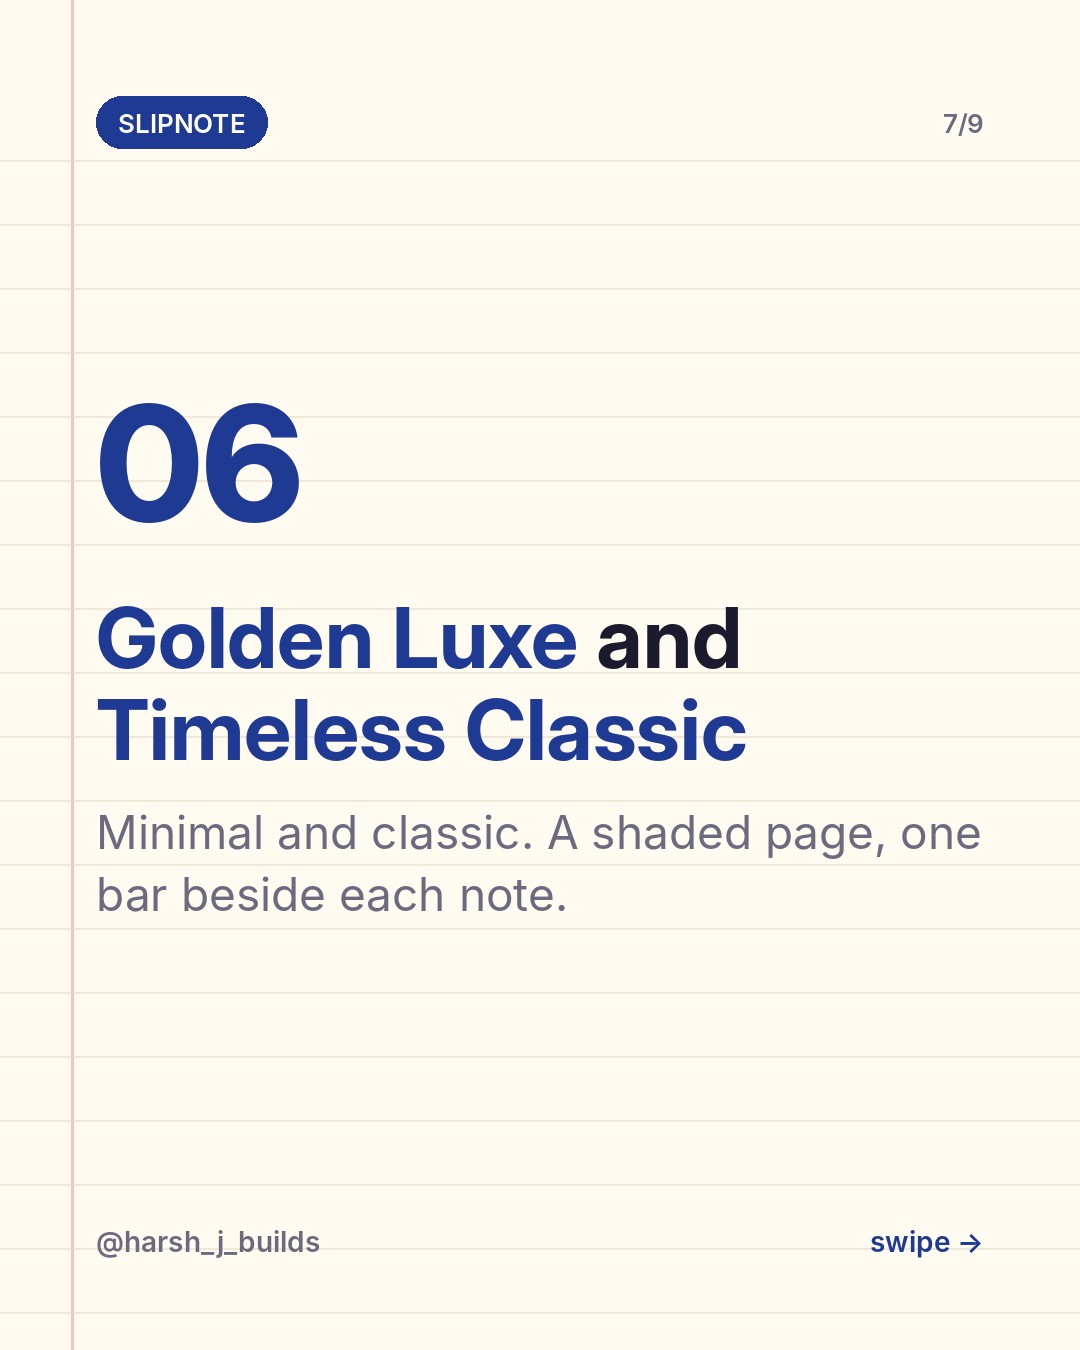 SLIPNOTE
7/9
06
Golden Luxe and
Timeless Classic
Minimal and classic. A shaded page, one
bar beside each note.
@harsh_j_builds
swipe →